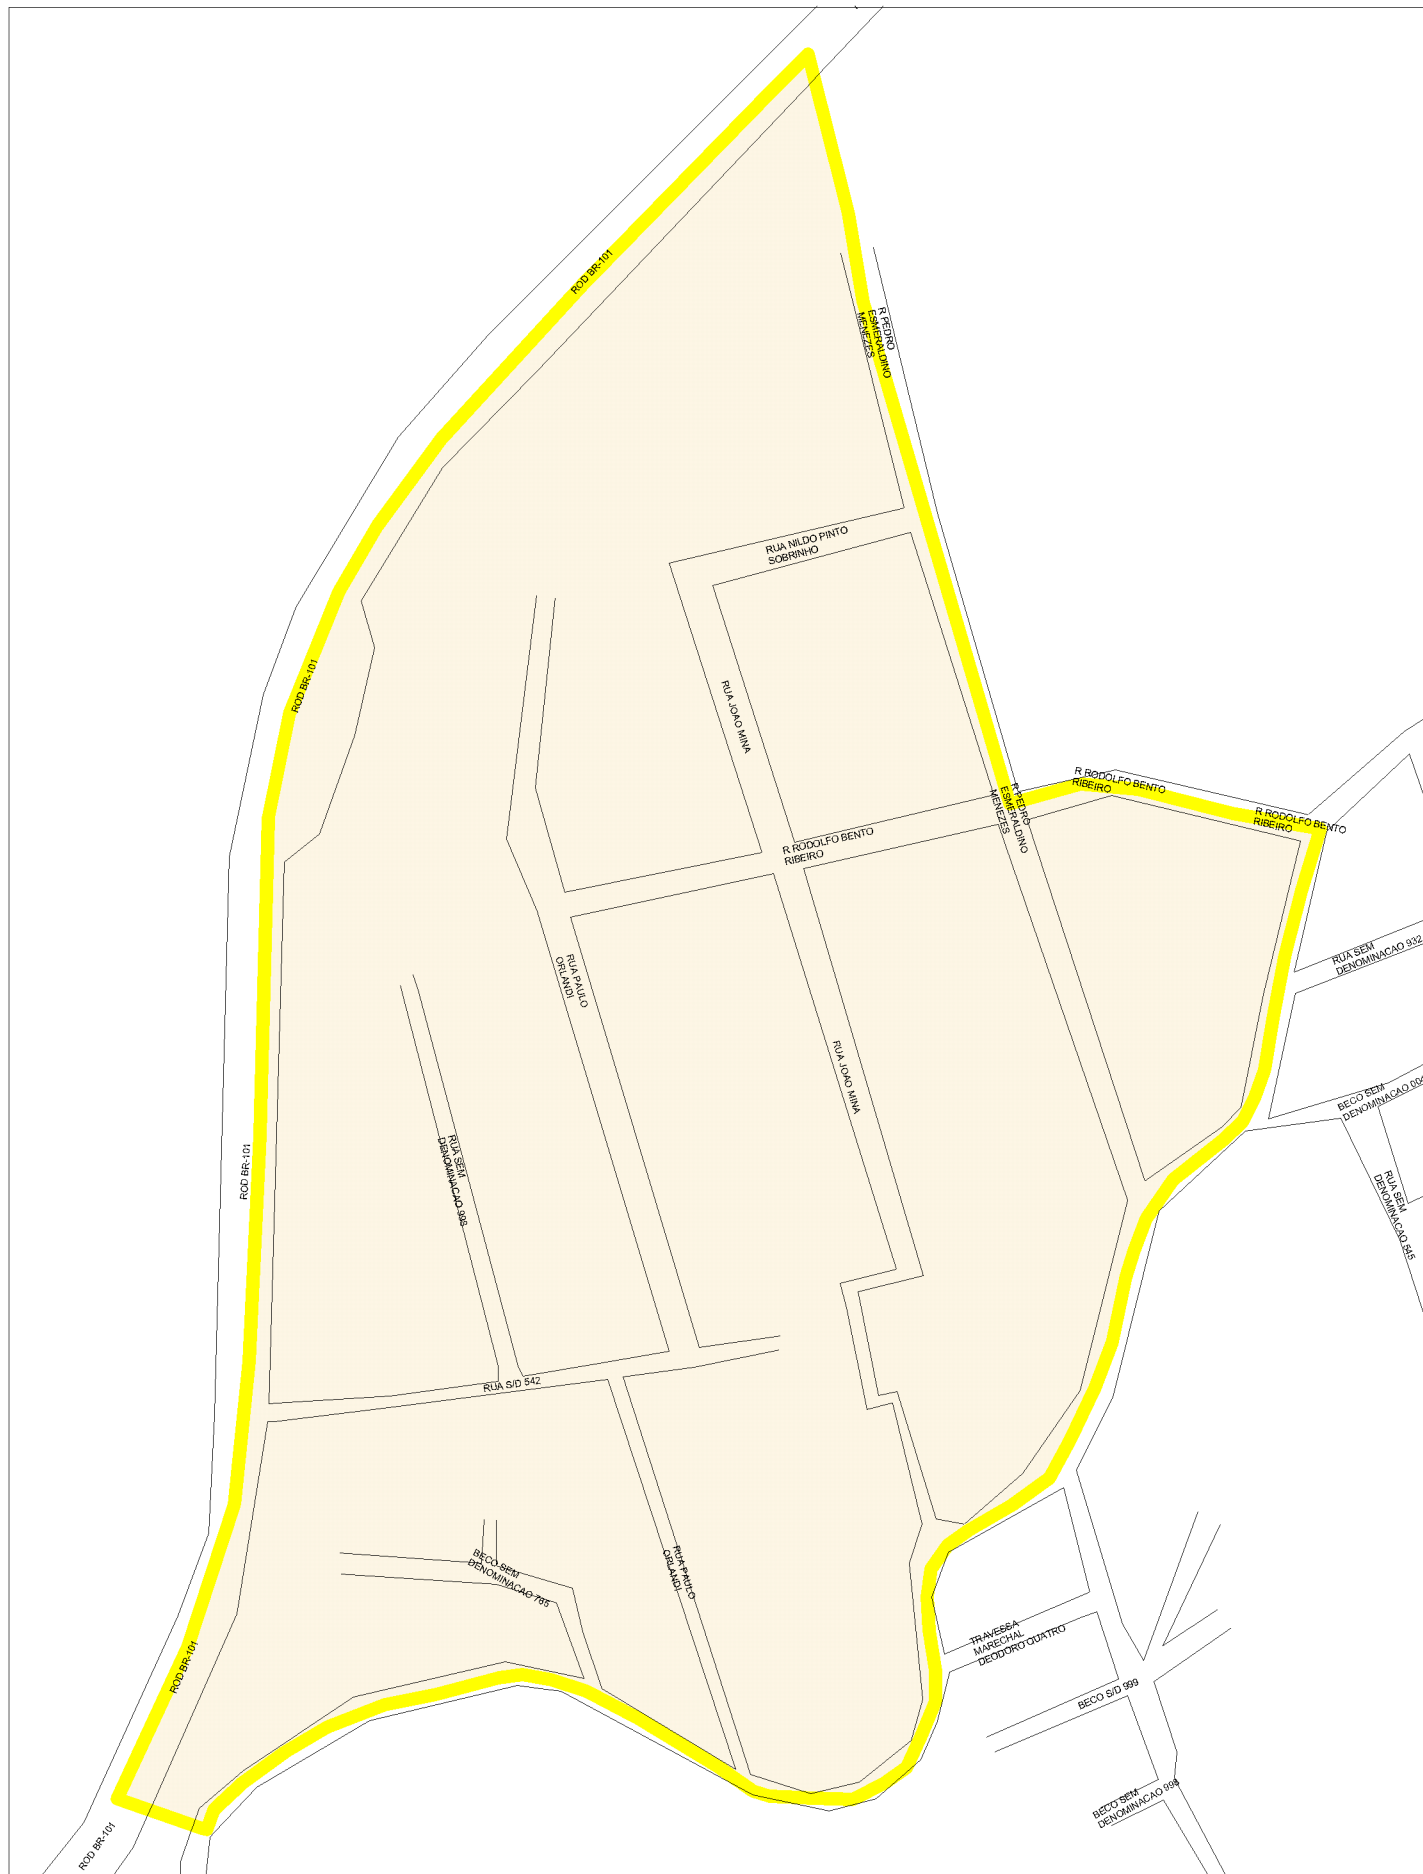 ROD BR-101
R PEDRO
ESMERALDINO
MENEZES
RUA NILDO PINTO
SOBRINHO
ROD BR-101
RUA JOAO MINA
R RODOLFO BENTO
RIBEIRO
R PEDRO
ESMERALDINO
MENEZES
R RODOLFO BENTO
RIBEIRO
R RODOLFO BENTO
RIBEIRO
RUA SEM
DENOMINACAO 932
RUA PAULO
ORLANDI
RUA JOAO MINA
BECO SEM
DENOMINACAO 004
ROD BR-101
RUA SEM
DENOMINACAO 998
RUA SEM
DENOMINACAO 545
RUA S/D 542
BECO SEM
DENOMINACAO 765
RUA PAULO
ORLANDI
TRAVESSA
MARECHAL
DEODORO QUATRO
ROD BR-101
BECO S/D 999
BECO SEM
DENOMINACAO 998
ROD BR-101